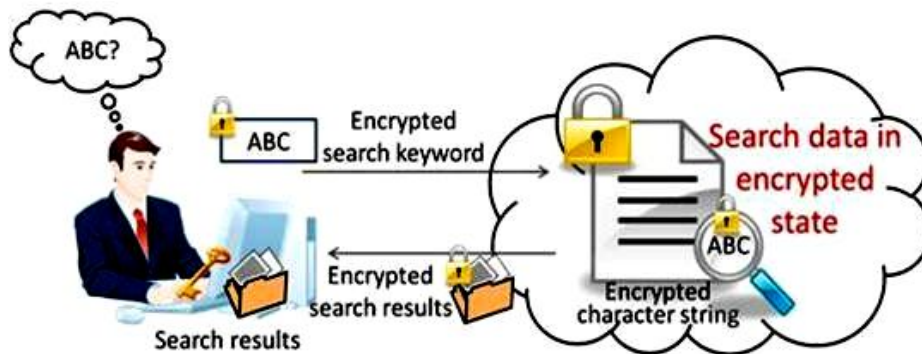 ABC?
ABC
Encrypted
search keyword
Search data in
encrypted
state
ABC
Encrypted
character string
Encrypted
search results
Search results